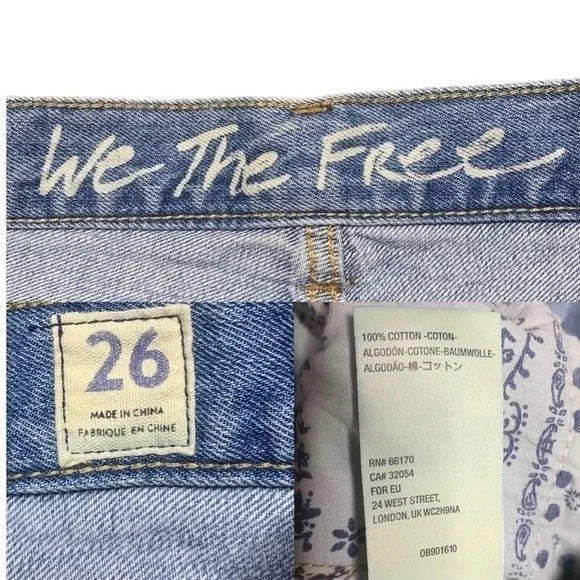 We The Free
26
MADE IN CHINA
FABRIQUE EN CHINE
100% COTTON -COTON-
ALGODÓN-COTONE-BAUMWOLLE-
ALGODÃO-棉-コットン
RN# 66170
CA# 32054
FOR EU
24 WEST STREET,
LONDON, UK WC2H9NA
OB901610